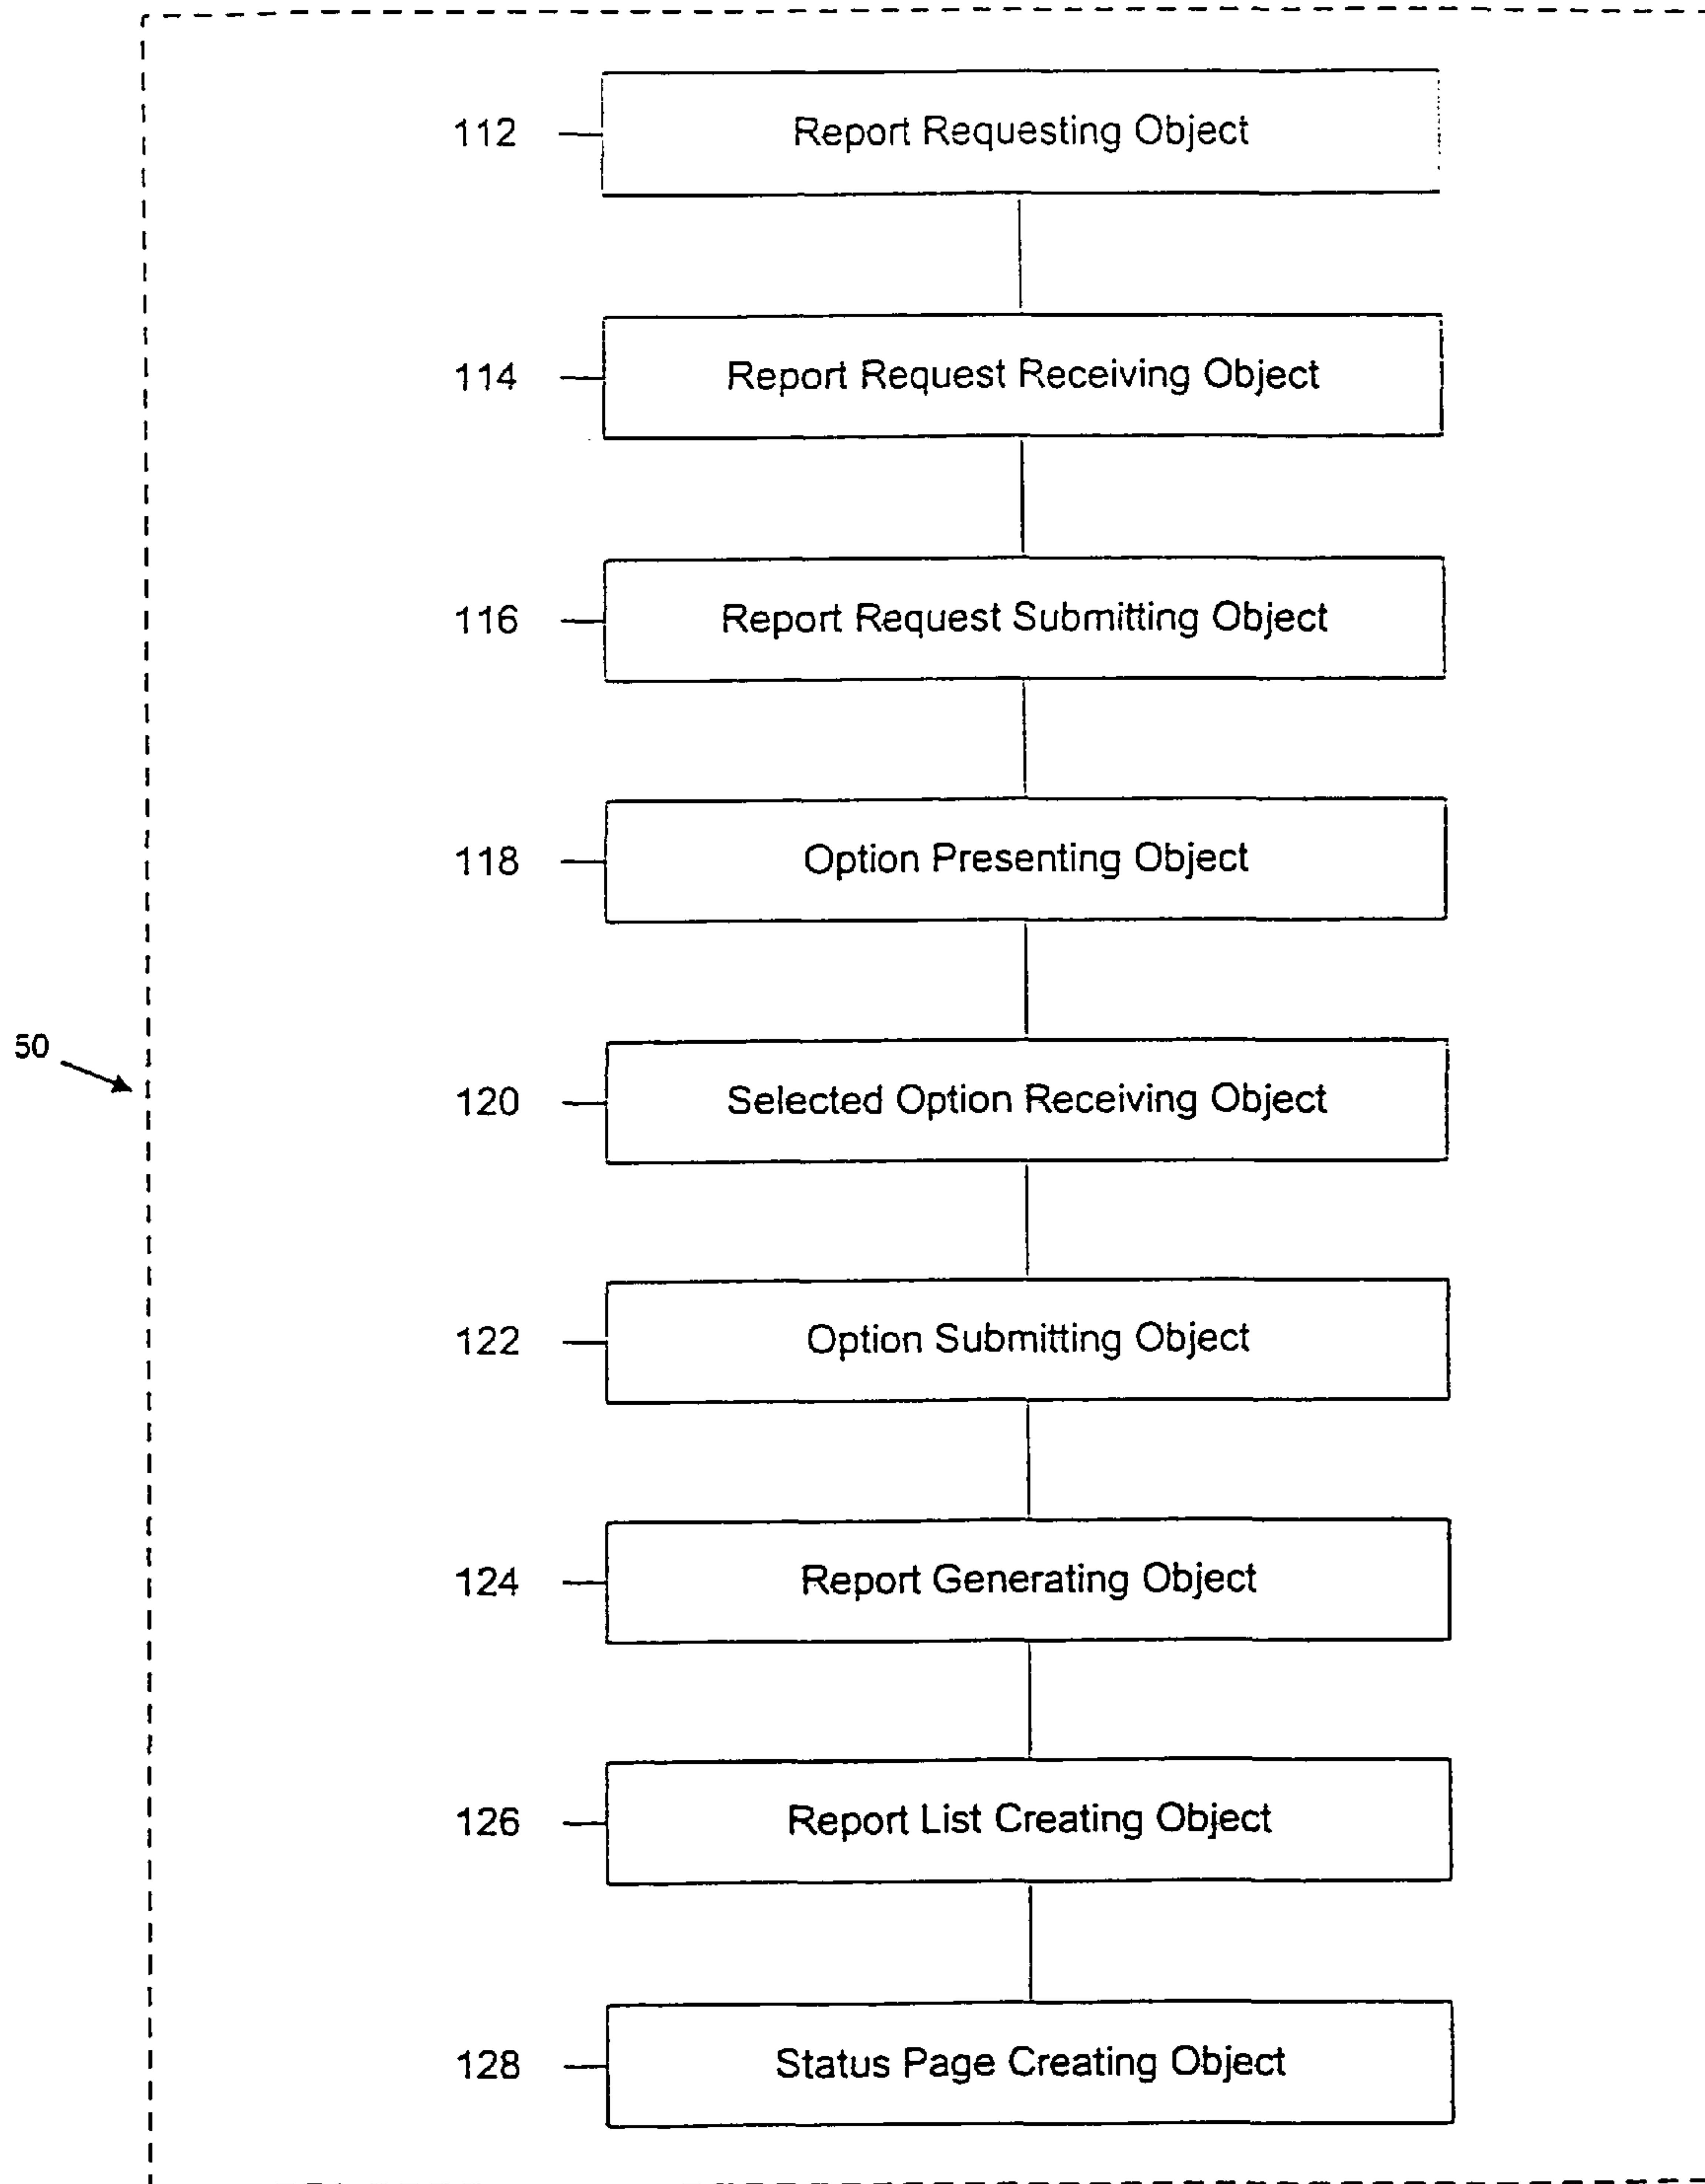 112 Report Requesting Object
114 Report Request Receiving Object
116 Report Request Submitting Object
118 Option Presenting Object
50
120 Selected Option Receiving Object
122 Option Submitting Object
124 Report Generating Object
126 Report List Creating Object
128 Status Page Creating Object